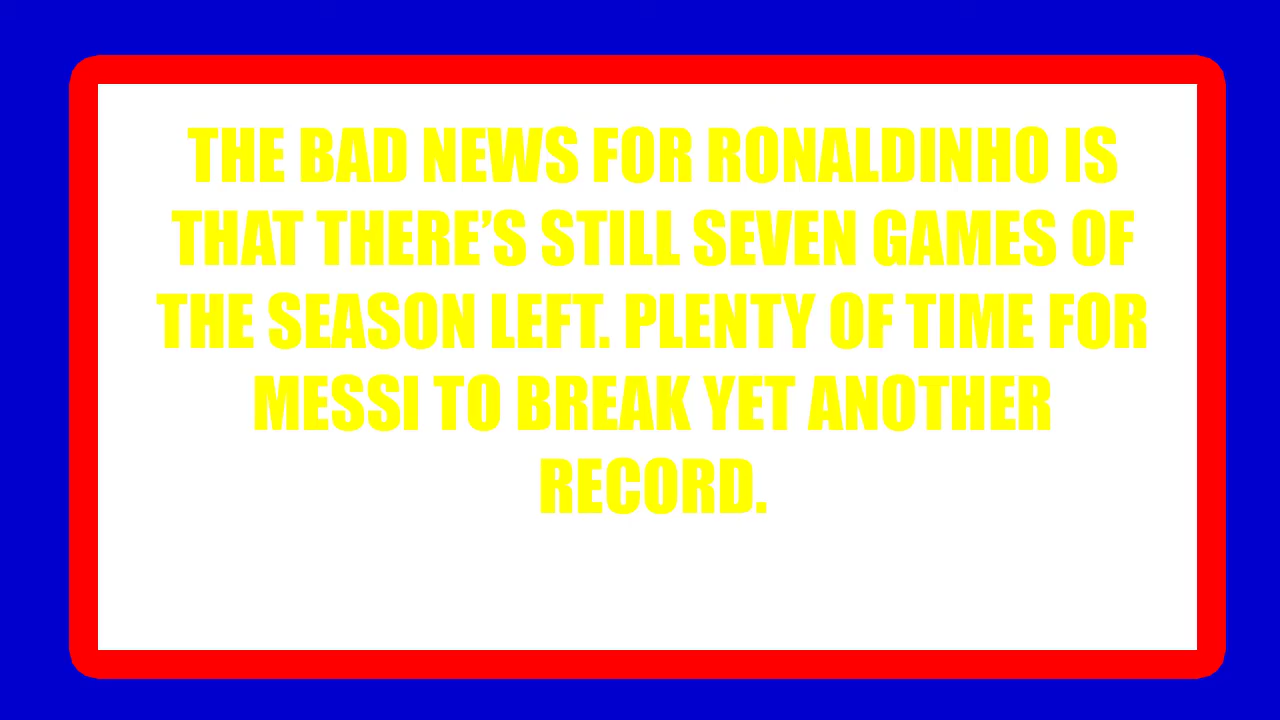 THE BAD NEWS FOR RONALDINHO IS
THAT THERE’S STILL SEVEN GAMES OF
THE SEASON LEFT. PLENTY OF TIME FOR
MESSI TO BREAK YET ANOTHER
RECORD.